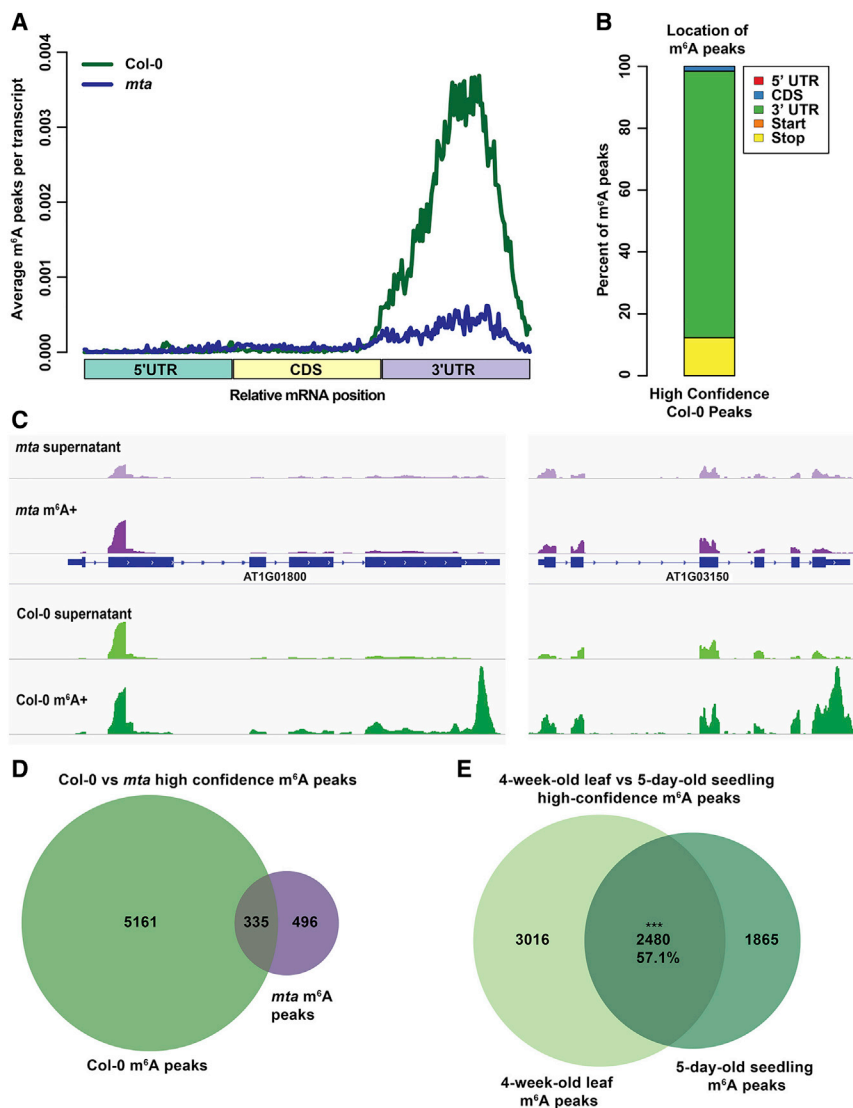 A
Col-0
mta
Average m⁶A peaks per transcript
0.004
0.003
0.002
0.001
0.000
5'UTR CDS 3'UTR
Relative mRNA position
B
Location of
m⁶A peaks
Percent of m⁶A peaks
100
80
60
40
20
0
5' UTR
CDS
3' UTR
Start
Stop
High Confidence
Col-0 Peaks
C
mta supernatant
mta m⁶A+
AT1G01800
AT1G03150
Col-0 supernatant
Col-0 m⁶A+
D
Col-0 vs mta high confidence m⁶A peaks
5161
335
496
mta m⁶A
peaks
Col-0 m⁶A peaks
E
4-week-old leaf vs 5-day-old seedling
high-confidence m⁶A peaks
3016
***
2480
57.1%
1865
4-week-old leaf
m⁶A peaks
5-day-old seedling
m⁶A peaks